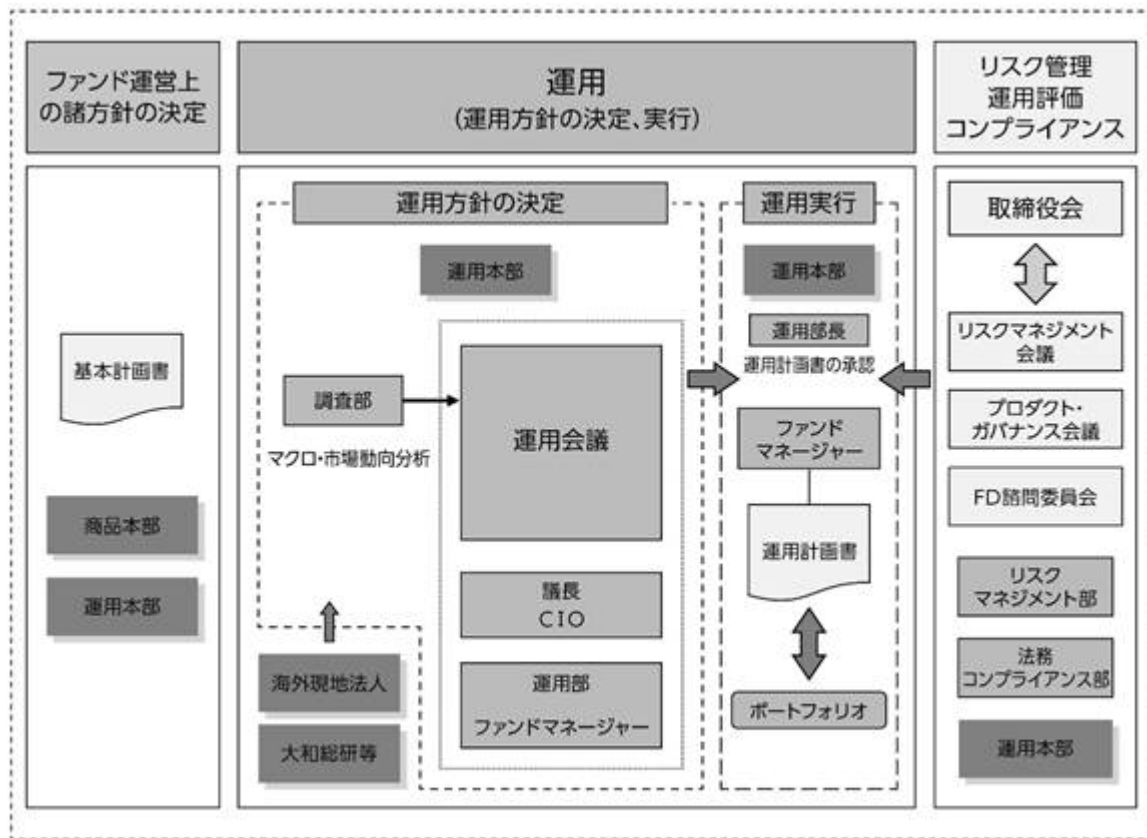 ファンド運営上
の諸方針の決定
運用
(運用方針の決定、実行)
リスク管理
運用評価
コンプライアンス
基本計画書
商品本部
運用本部
運用方針の決定
運用本部
調査部
マクロ・市場動向分析
運用会議
議長
CIO
運用部
ファンドマネージャー
海外現地法人
大和総研等
運用実行
運用本部
運用部長
運用計画書の承認
ファンド
マネージャー
運用計画書
ポートフォリオ
取締役会
リスクマネジメント
会議
プロダクト・
ガバナンス会議
FD諮問委員会
リスク
マネジメント部
法務
コンプライアンス部
運用本部